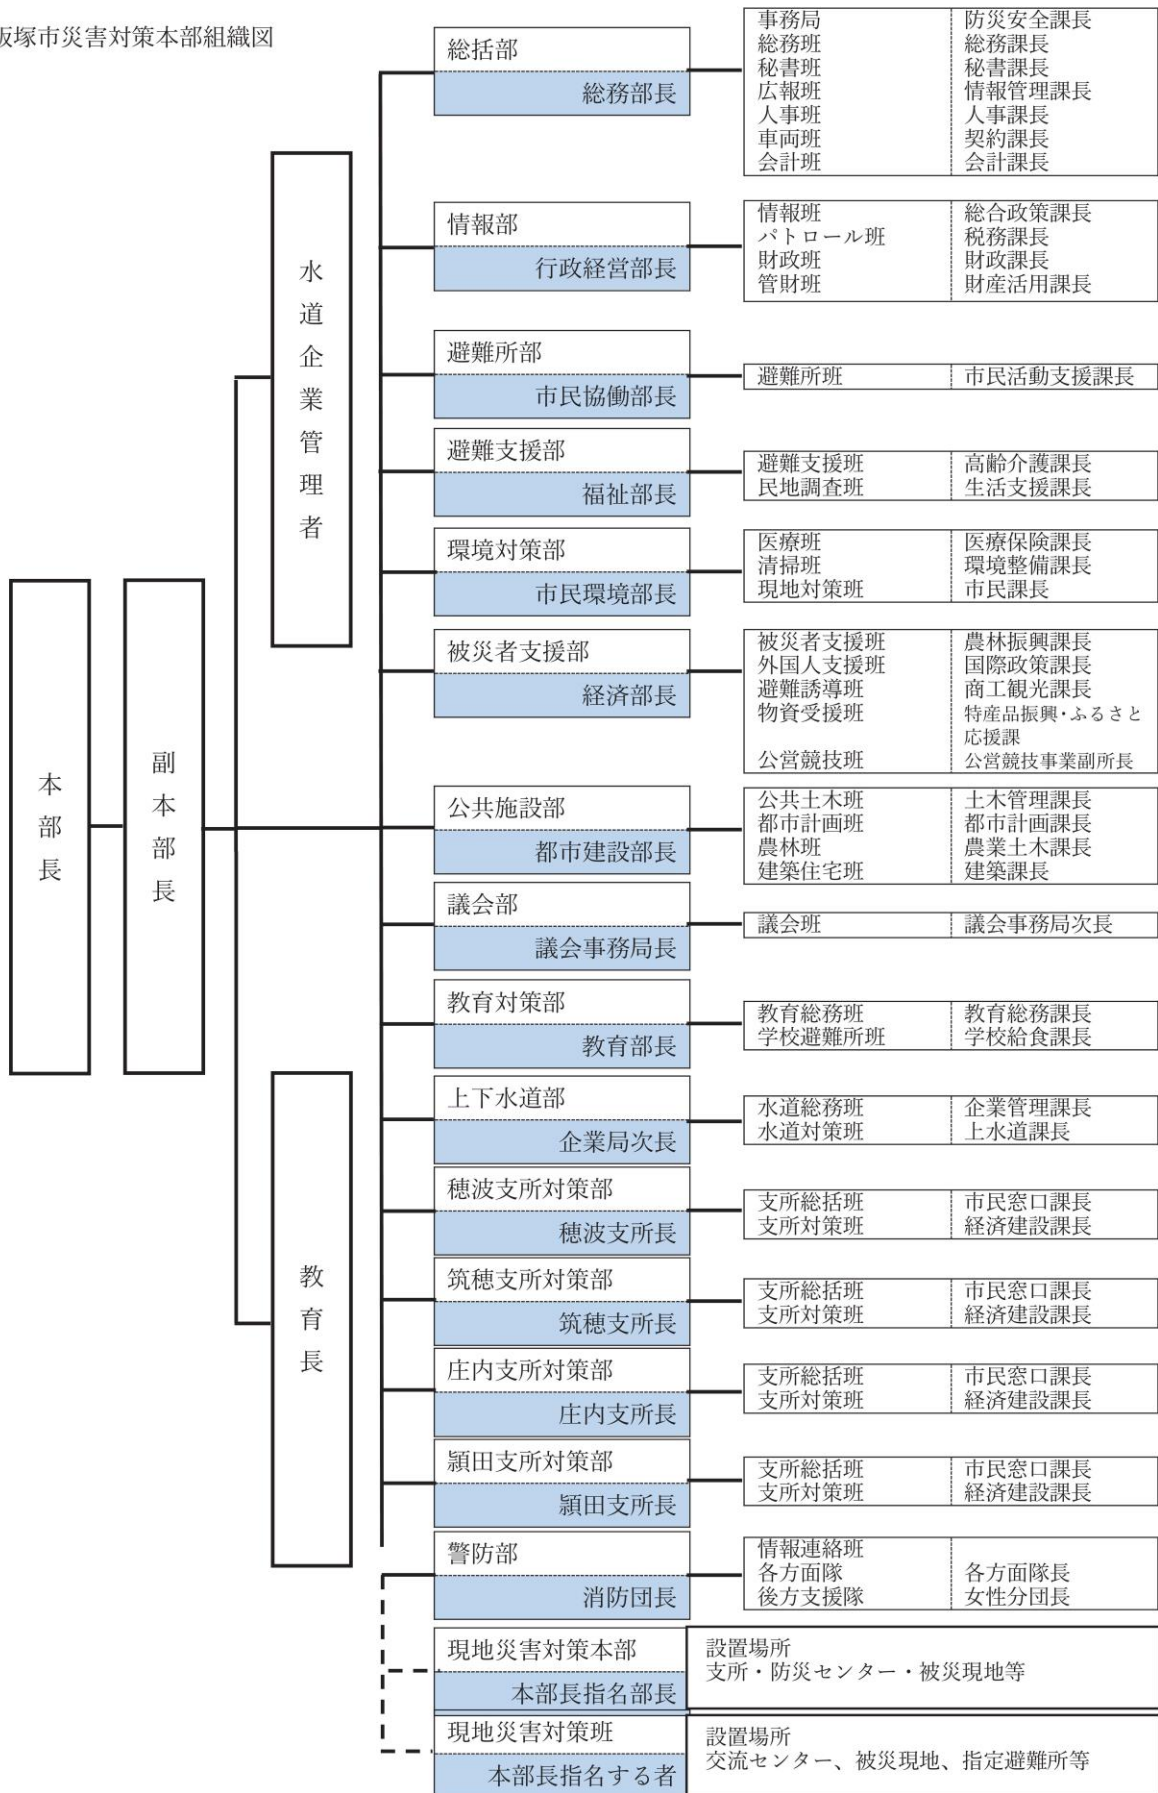 飯塚市災害対策本部組織図
本部長
副本部長
水道企業管理者
教育長
総括部
総務部長
事務局 防災安全課長
総務班 総務課長
秘書班 秘書課長
広報班 情報管理課長
人事班 人事課長
車両班 契約課長
会計班 会計課長
情報部
行政経営部長
情報班 総合政策課長
パトロール班 税務課長
財政班 財政課長
管財班 財産活用課長
避難所部
市民協働部長
避難所班 市民活動支援課長
避難支援部
福祉部長
避難支援班 高齢介護課長
民地調査班 生活支援課長
環境対策部
市民環境部長
医療班 医療保険課長
清掃班 環境整備課長
現地対策班 市民課長
被災者支援部
経済部長
被災者支援班 農林振興課長
外国人支援班 国際政策課長
避難誘導班 商工観光課長
物資受援班 特産品振興・ふるさと
応援課
公営競技班 公営競技事業副所長
公共施設部
都市建設部長
公共土木班 土木管理課長
都市計画班 都市計画課長
農林班 農業土木課長
建築住宅班 建築課長
議会部
議会事務局長
議会班 議会事務局次長
教育対策部
教育部長
教育総務班 教育総務課長
学校避難所班 学校給食課長
上下水道部
企業局次長
水道総務班 企業管理課長
水道対策班 上水道課長
穂波支所対策部
穂波支所長
支所総括班 市民窓口課長
支所対策班 経済建設課長
筑穂支所対策部
筑穂支所長
支所総括班 市民窓口課長
支所対策班 経済建設課長
庄内支所対策部
庄内支所長
支所総括班 市民窓口課長
支所対策班 経済建設課長
頴田支所対策部
頴田支所長
支所総括班 市民窓口課長
支所対策班 経済建設課長
警防部
消防団長
情報連絡班
各方面隊 各方面隊長
後方支援隊 女性分団長
現地災害対策本部
本部長指名部長
設置場所
支所・防災センター・被災現地等
現地災害対策班
本部長指名する者
設置場所
交流センター、被災現地、指定避難所等